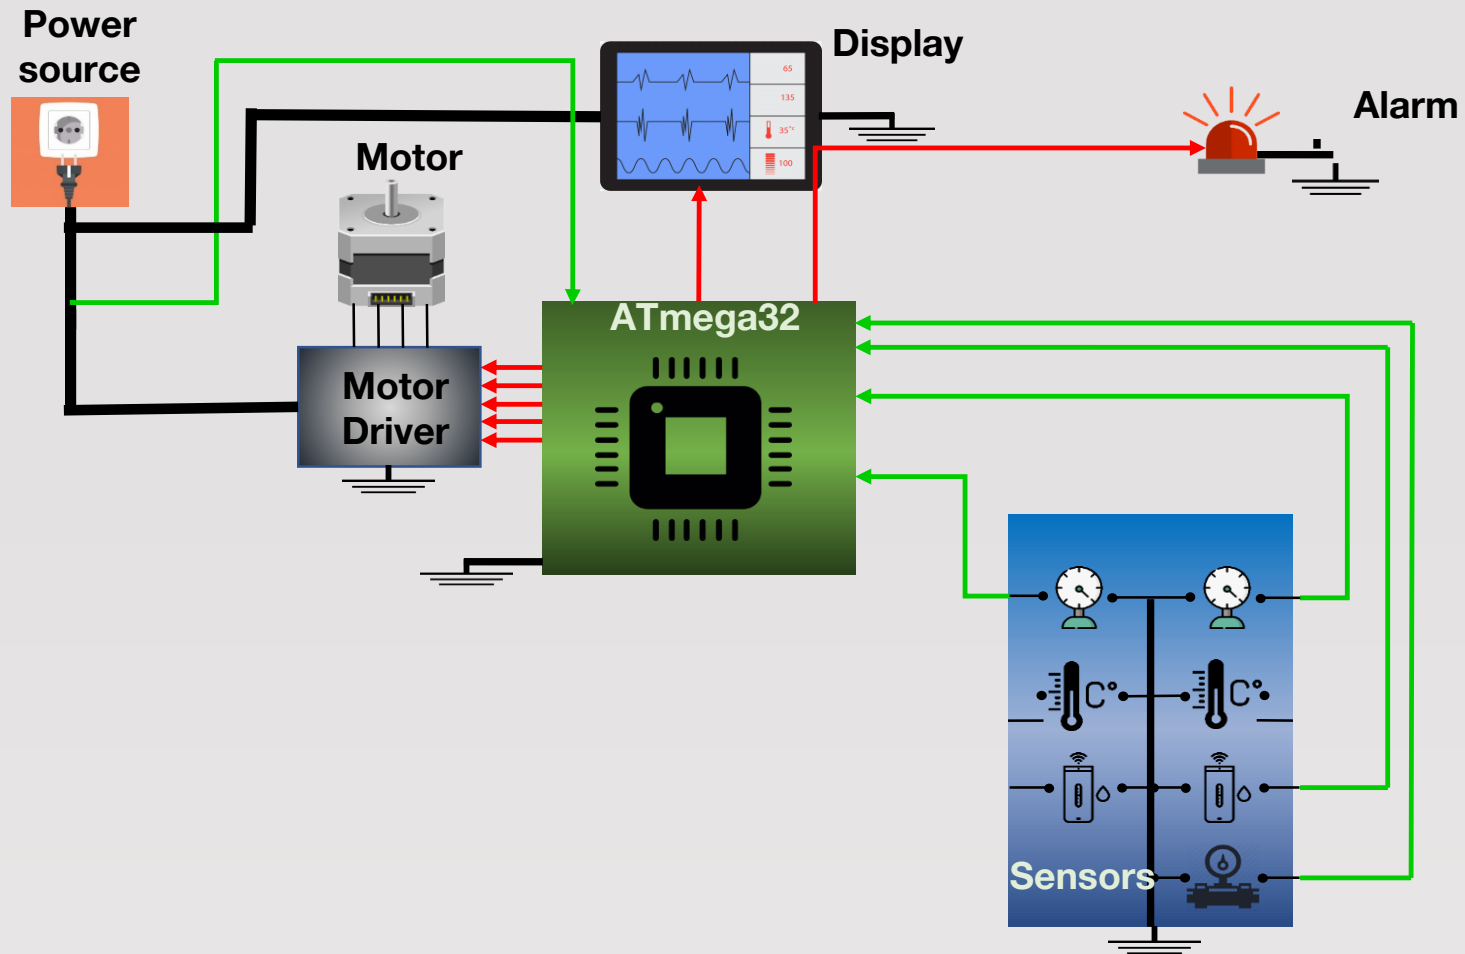 Power
source
Display
Alarm
Motor
65
135
35°
100
ATmega32
Motor
Driver
C°
C°
Sensors